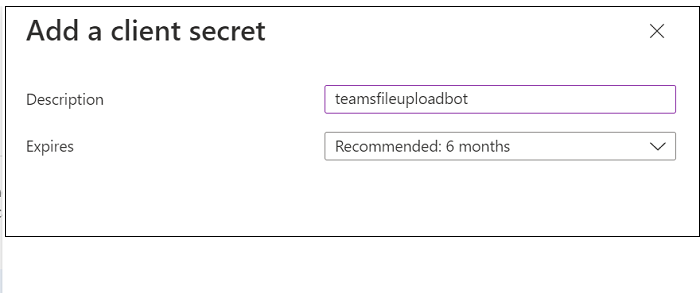 Add a client secret
Description
teamsfileuploadbot
Expires
Recommended: 6 months